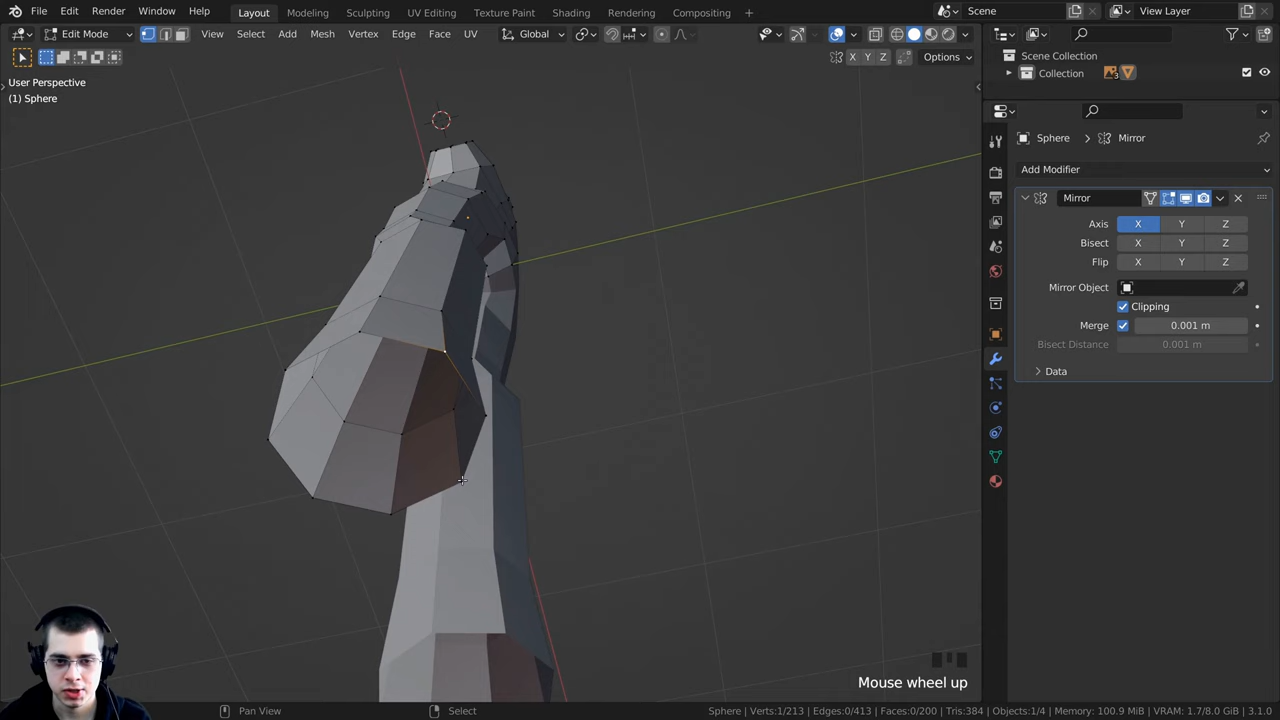 File Edit Render Window Help Layout Modeling Sculpting UV Editing Texture Paint Shading Rendering Compositing + Scene View Layer
Edit Mode View Select Add Mesh Vertex Edge Face UV Global
X Y Z Options
User Perspective
(1) Sphere
Scene Collection
Collection
Sphere > Mirror
Add Modifier
Mirror
Axis X Y Z
Bisect X Y Z
Flip X Y Z
Mirror Object
Clipping
Merge 0.001 m
Bisect Distance 0.001 m
Data
Mouse wheel up
Pan View Select Sphere | Verts:1/213 | Edges:0/413 | Faces:0/200 | Tris:384 | Objects:1/4 | Memory: 100.9 MiB | VRAM: 1.7/8.0 GiB | 3.1.0